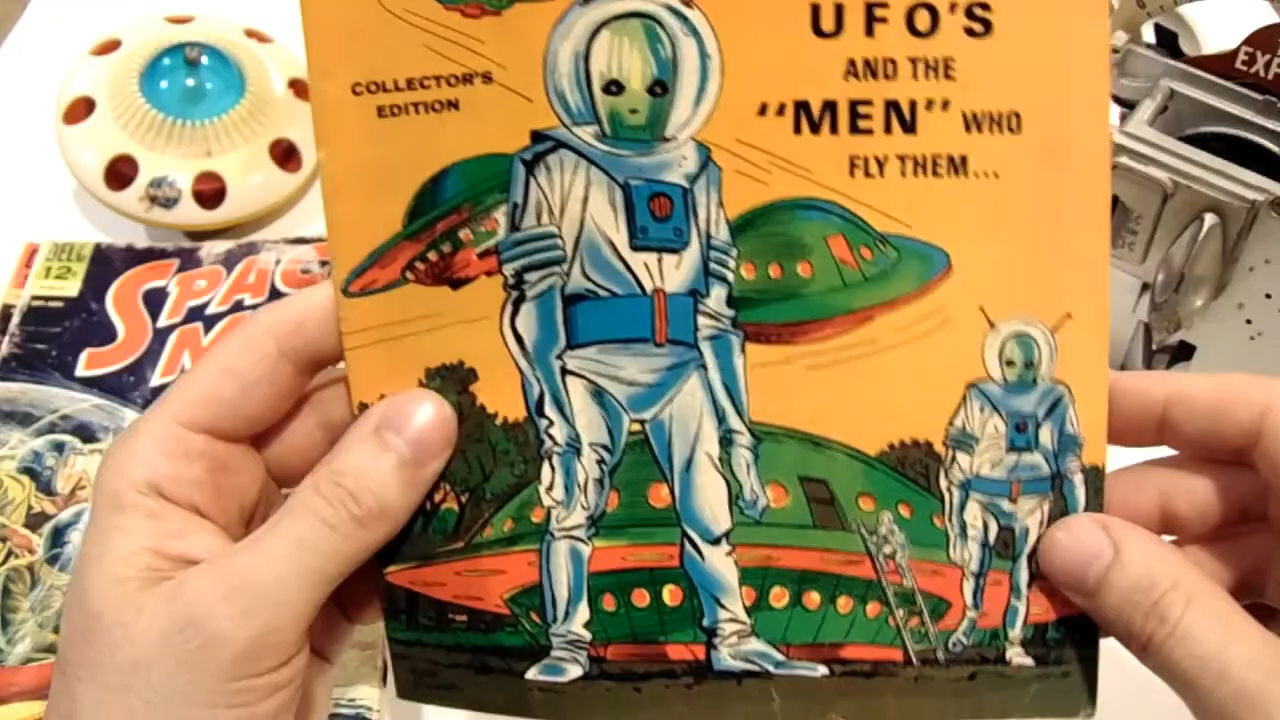 UFO'S
AND THE
"MEN" WHO
FLY THEM...
COLLECTOR'S
EDITION
DELL
12¢
SPAC
M
EXP